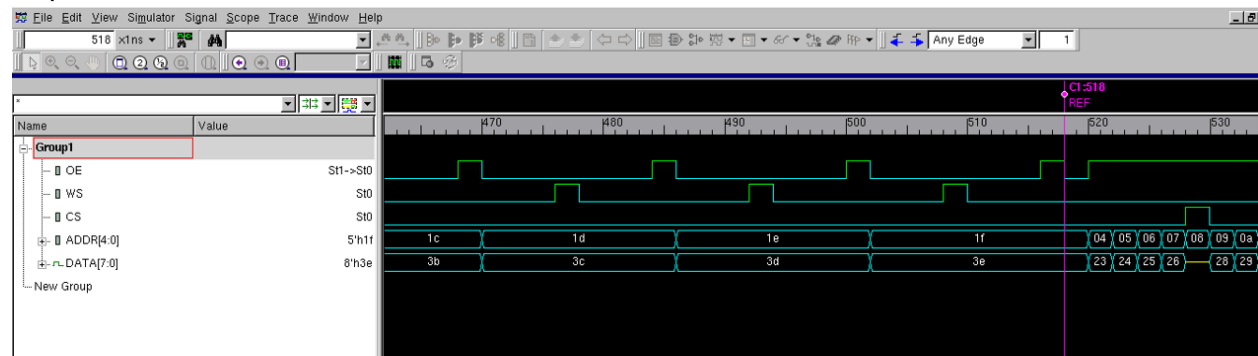 File Edit View Simulator Signal Scope Trace Window Help
518 x1ns Any Edge 1
C1:518
REF
*
Name Value 470 480 490 500 510 520 530
Group1
OE St1->St0
WS St0
CS St0
ADDR[4:0] 5'h1f 1c 1d 1e 1f 04 05 06 07 08 09 0a
DATA[7:0] 8'h3e 3b 3c 3d 3e 23 24 25 26 28 29
New Group